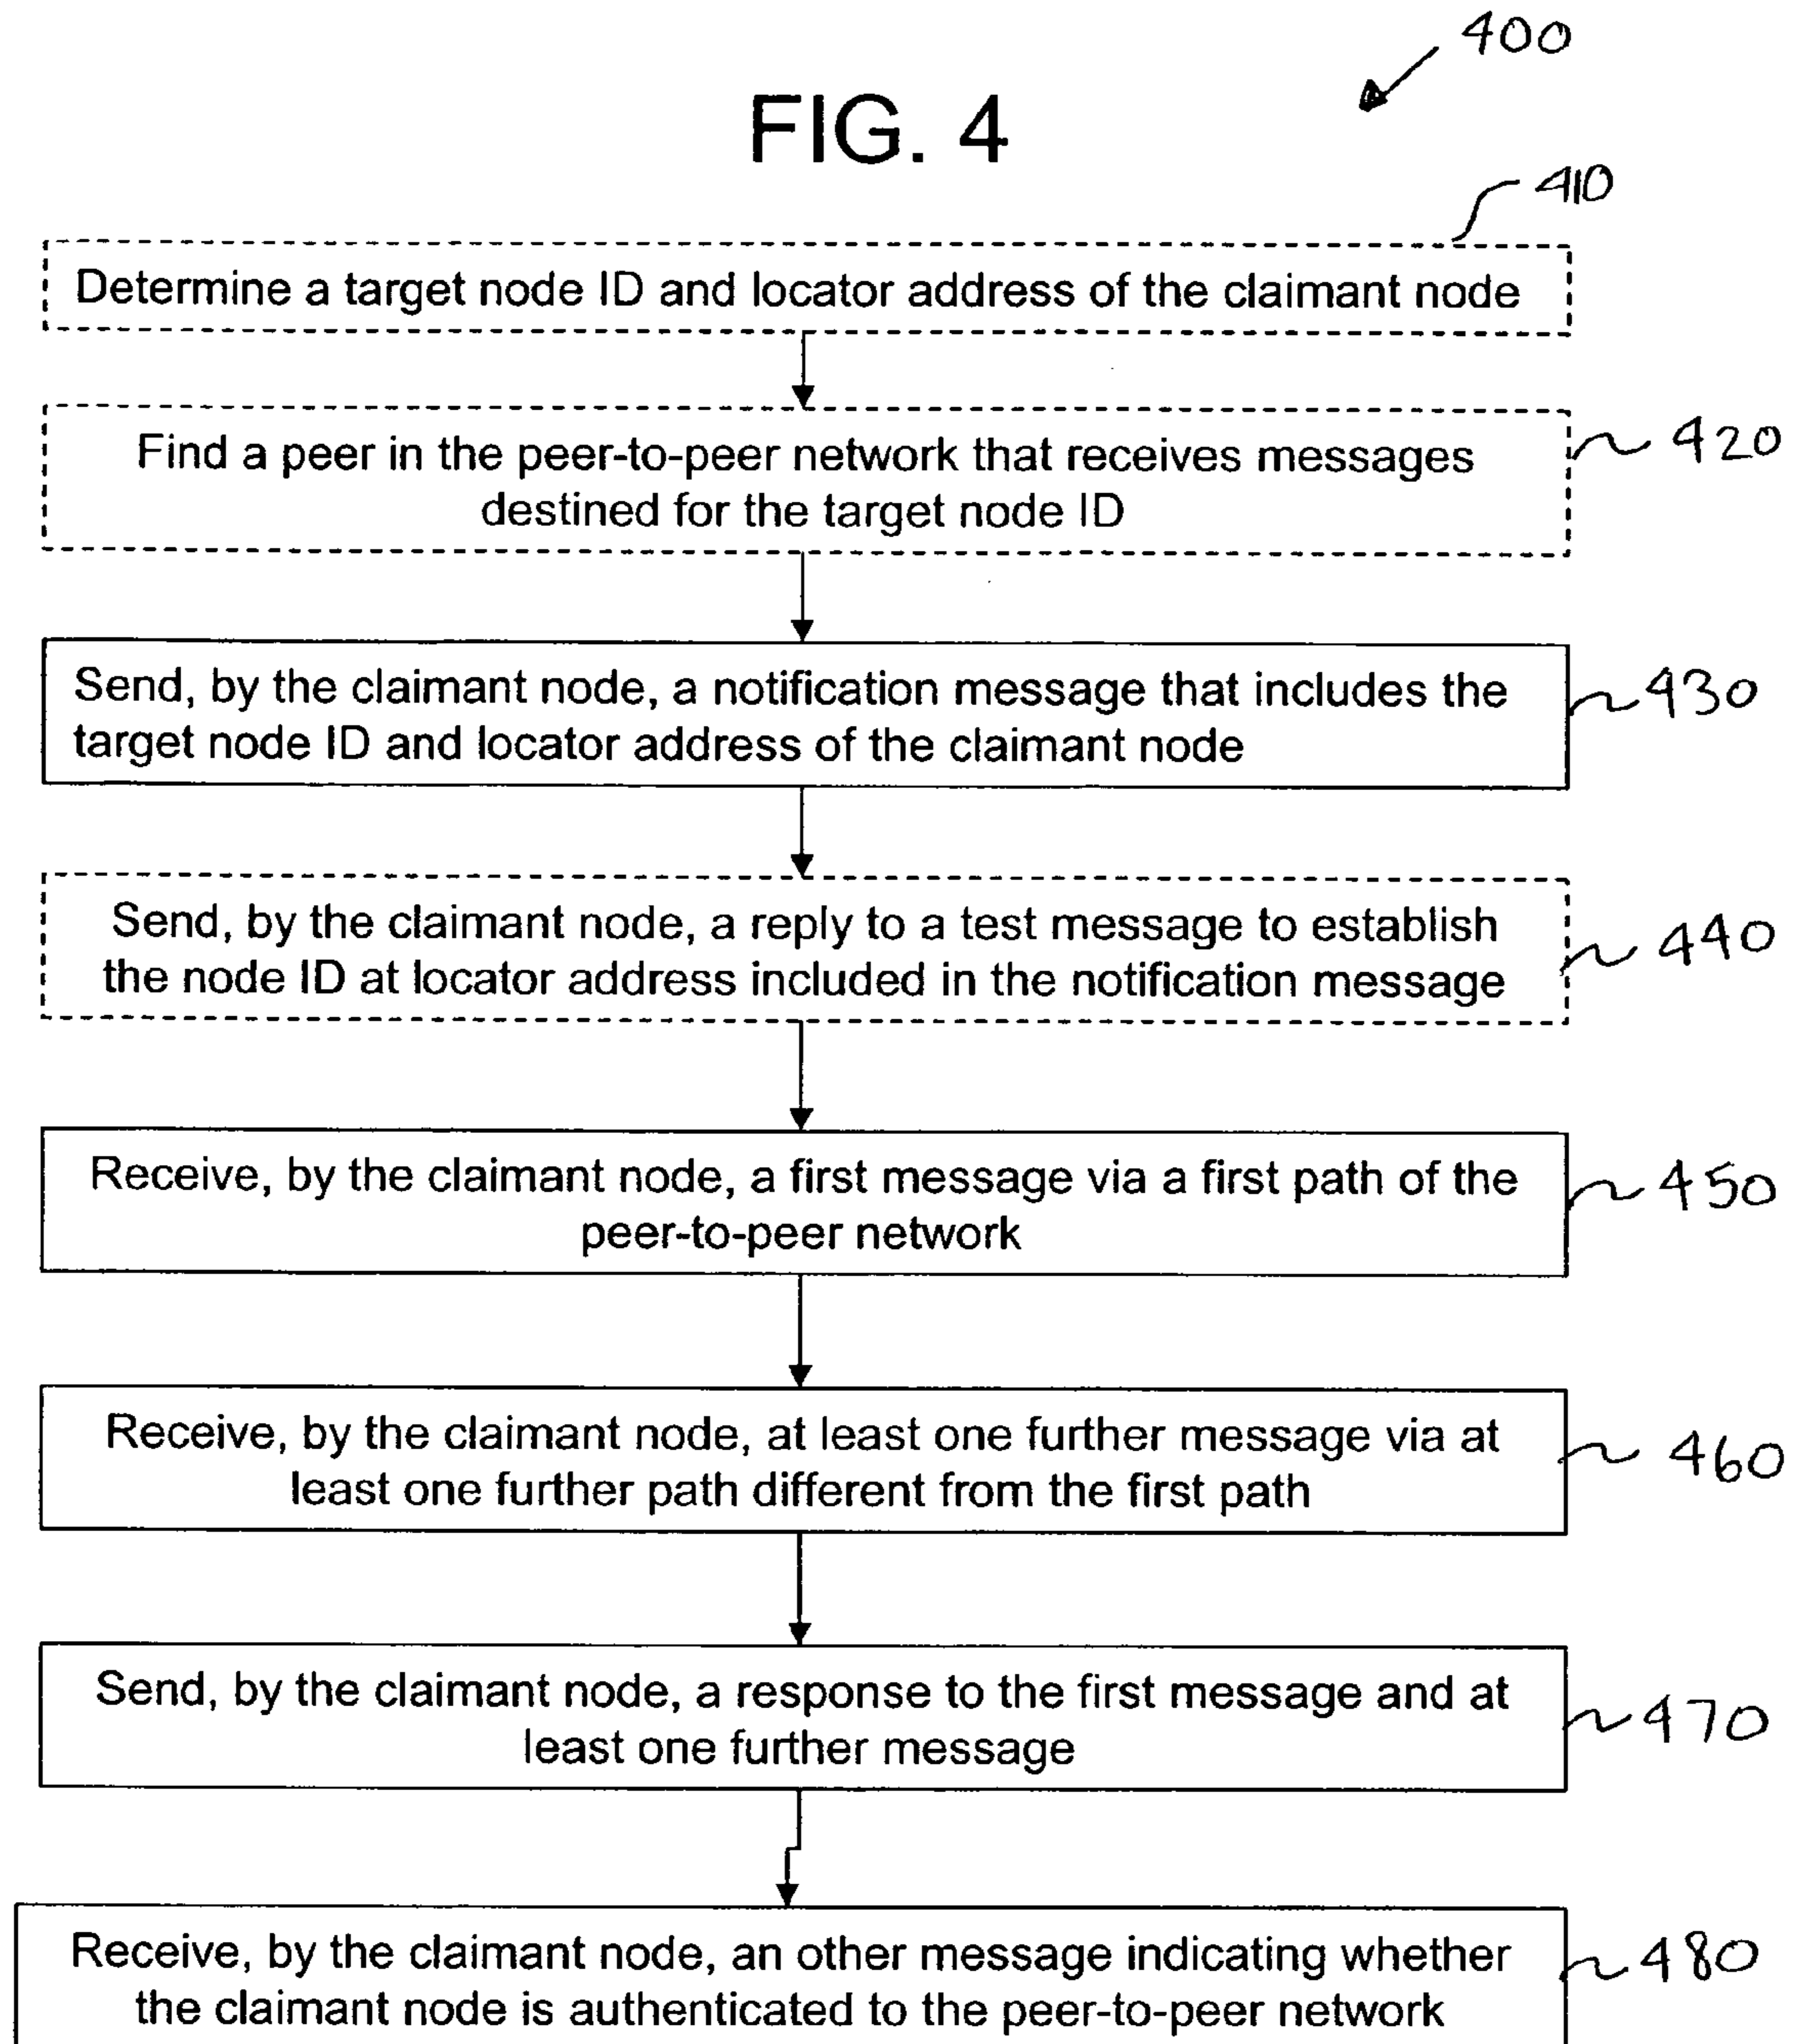 400
FIG. 4
410
Determine a target node ID and locator address of the claimant node
Find a peer in the peer-to-peer network that receives messages
destined for the target node ID
420
Send, by the claimant node, a notification message that includes the
target node ID and locator address of the claimant node
430
Send, by the claimant node, a reply to a test message to establish
the node ID at locator address included in the notification message
440
Receive, by the claimant node, a first message via a first path of the
peer-to-peer network
450
Receive, by the claimant node, at least one further message via at
least one further path different from the first path
460
Send, by the claimant node, a response to the first message and at
least one further message
470
Receive, by the claimant node, an other message indicating whether
the claimant node is authenticated to the peer-to-peer network
480